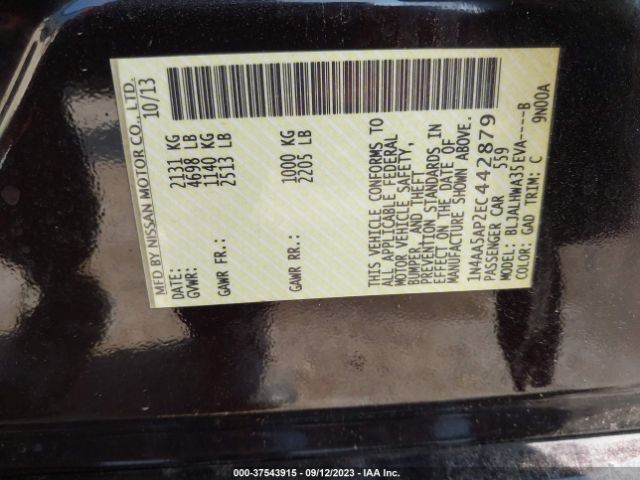 MFD BY NISSAN MOTOR CO., LTD.
DATE: 10/13
GVWR: 2131 KG
4698 LB
GAWR FR: 1140 KG
2513 LB
GAWR RR: 1000 KG
2205 LB
THIS VEHICLE CONFORMS TO
ALL APPLICABLE FEDERAL
MOTOR VEHICLE SAFETY,
BUMPER, AND THEFT
PREVENTION STANDARDS IN
EFFECT ON THE DATE OF
MANUFACTURE SHOWN ABOVE.
1N4AA5AP2EC442879
PASSENGER CAR 559
MODEL: BLJALHWA35EVA----B
COLOR: GAD TRIM: C 9N00A
000-37543915 - 09/12/2023 - IAA Inc.